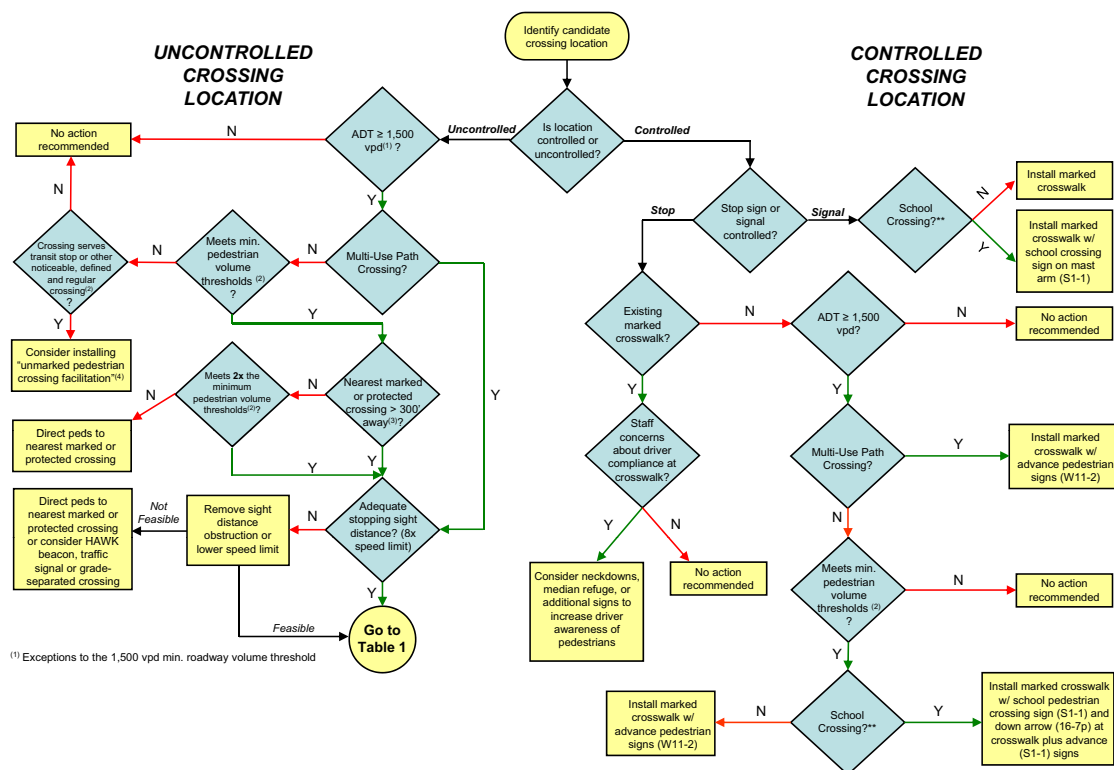 Identify candidate
crossing location
UNCONTROLLED
CROSSING
LOCATION
CONTROLLED
CROSSING
LOCATION
Is location
controlled or
uncontrolled?
Uncontrolled
Controlled
ADT ≥ 1,500
vpd(1) ?
N
No action
recommended
Y
N
Multi-Use Path
Crossing?
N
Meets min.
pedestrian
volume
thresholds (2)
?
N
Crossing serves
transit stop or other
noticeable, defined
and regular
crossing(2)
?
Y
Consider installing
"unmarked pedestrian
crossing facilitation"(4)
Y
Y
Nearest marked
or protected
crossing > 300'
away(3)?
N
Meets 2x the
minimum
pedestrian volume
thresholds(2)?
N
Direct peds to
nearest marked or
protected crossing
Y
Y
Adequate
stopping sight
distance? (8x
speed limit)
N
Remove sight
distance
obstruction or
lower speed limit
Not
Feasible
Direct peds to
nearest marked or
protected crossing
or consider HAWK
beacon, traffic
signal or grade-
separated crossing
Y
Feasible
Go to
Table 1
(1) Exceptions to the 1,500 vpd min. roadway volume threshold
Stop sign or
signal
controlled?
Stop
Signal
School
Crossing?**
N
Install marked
crosswalk
Y
Install marked
crosswalk w/
school crossing
sign on mast
arm (S1-1)
Existing
marked
crosswalk?
N
ADT ≥ 1,500
vpd?
N
No action
recommended
Y
Y
Staff
concerns
about driver
compliance at
crosswalk?
Y
N
Consider neckdowns,
median refuge, or
additional signs to
increase driver
awareness of
pedestrians
No action
recommended
Multi-Use Path
Crossing?
Y
Install marked
crosswalk w/
advance pedestrian
signs (W11-2)
N
Meets min.
pedestrian
volume
thresholds (2)
?
N
No action
recommended
Y
School
Crossing?**
N
Install marked
crosswalk w/
advance pedestrian
signs (W11-2)
Y
Install marked crosswalk
w/ school pedestrian
crossing sign (S1-1) and
down arrow (16-7p) at
crosswalk plus advance
(S1-1) signs